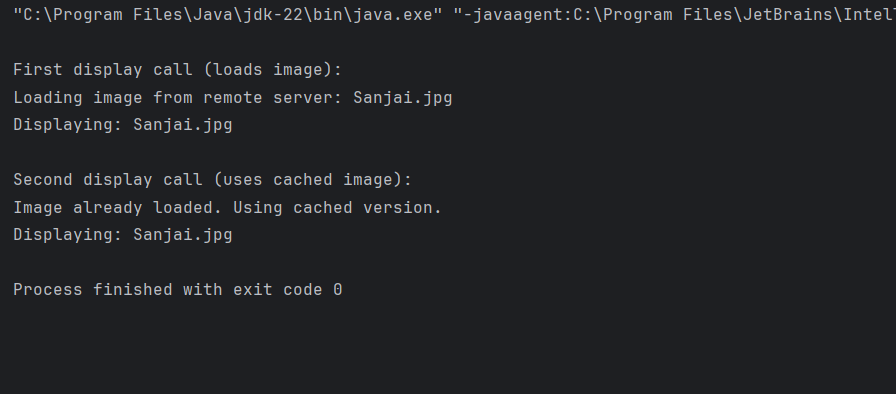 "C:\Program Files\Java\jdk-22\bin\java.exe" "-javaagent:C:\Program Files\JetBrains\Intell
First display call (loads image):
Loading image from remote server: Sanjai.jpg
Displaying: Sanjai.jpg
Second display call (uses cached image):
Image already loaded. Using cached version.
Displaying: Sanjai.jpg
Process finished with exit code 0